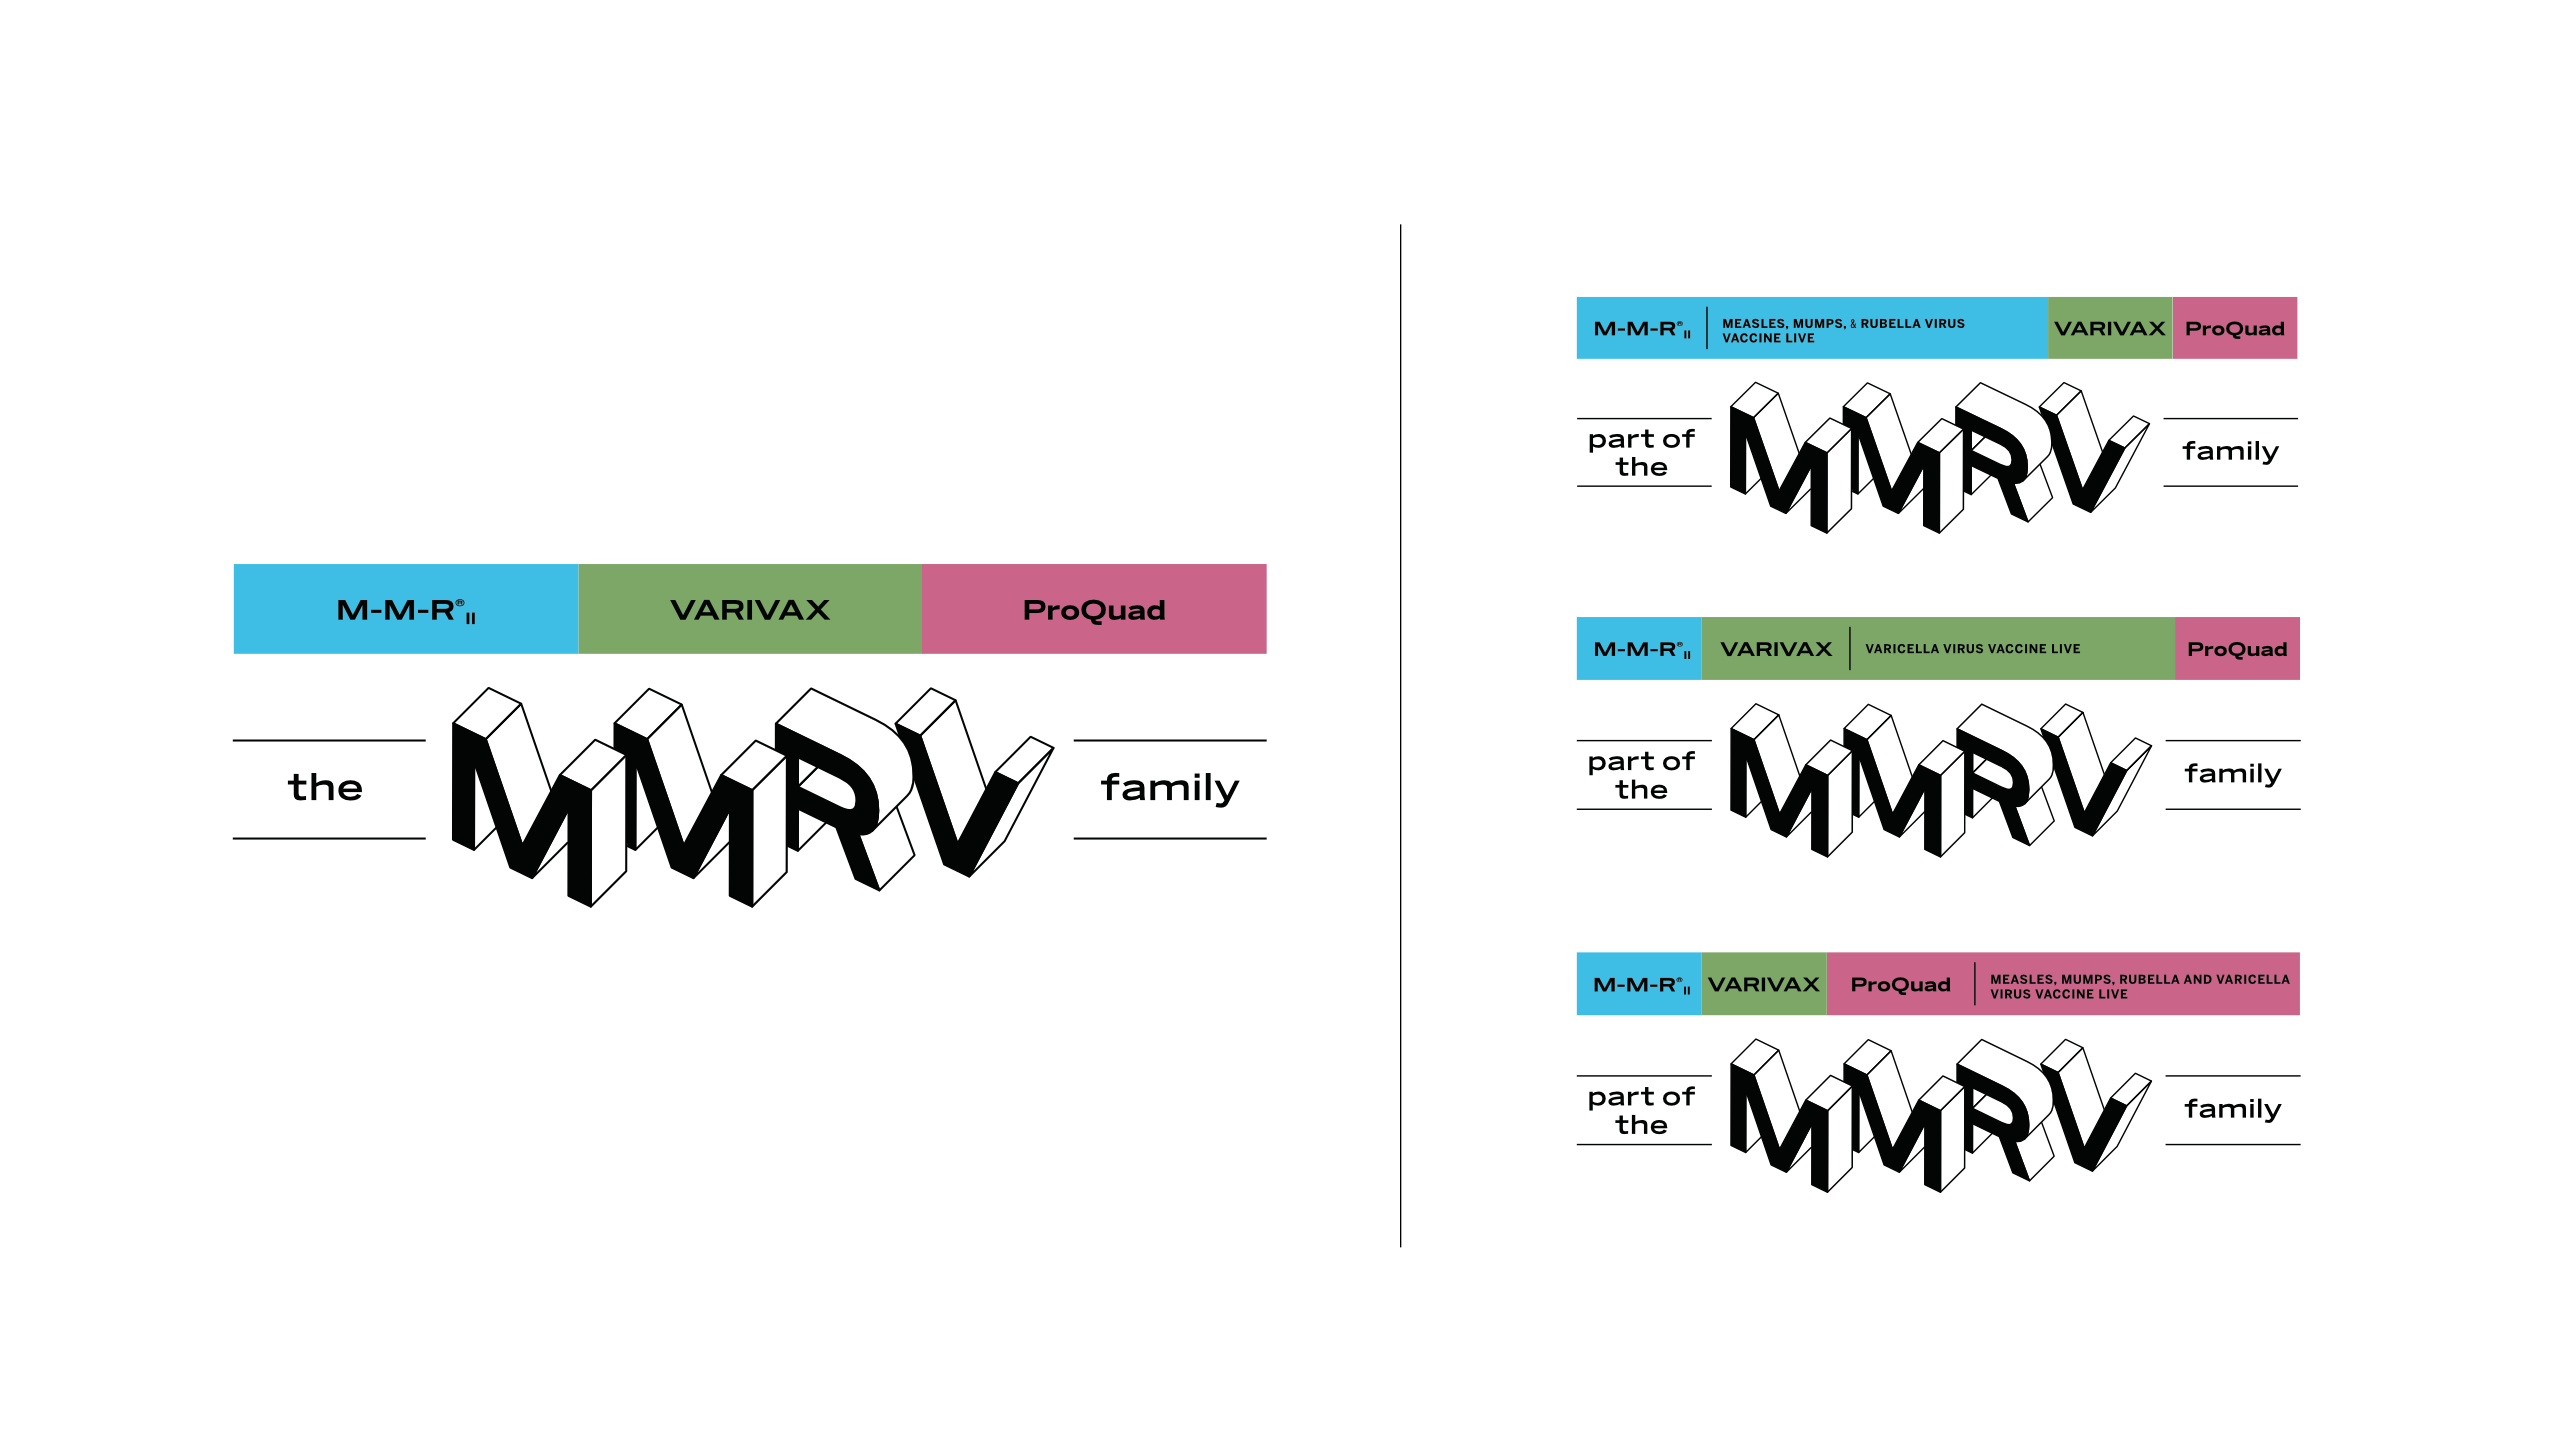 M-M-R®II VARIVAX ProQuad
the MMRV family
M-M-R®II MEASLES, MUMPS, & RUBELLA VIRUS
VACCINE LIVE VARIVAX ProQuad
part of
the MMRV family
M-M-R®II VARIVAX VARICELLA VIRUS VACCINE LIVE ProQuad
part of
the MMRV family
M-M-R®II VARIVAX ProQuad MEASLES, MUMPS, RUBELLA AND VARICELLA
VIRUS VACCINE LIVE
part of
the MMRV family